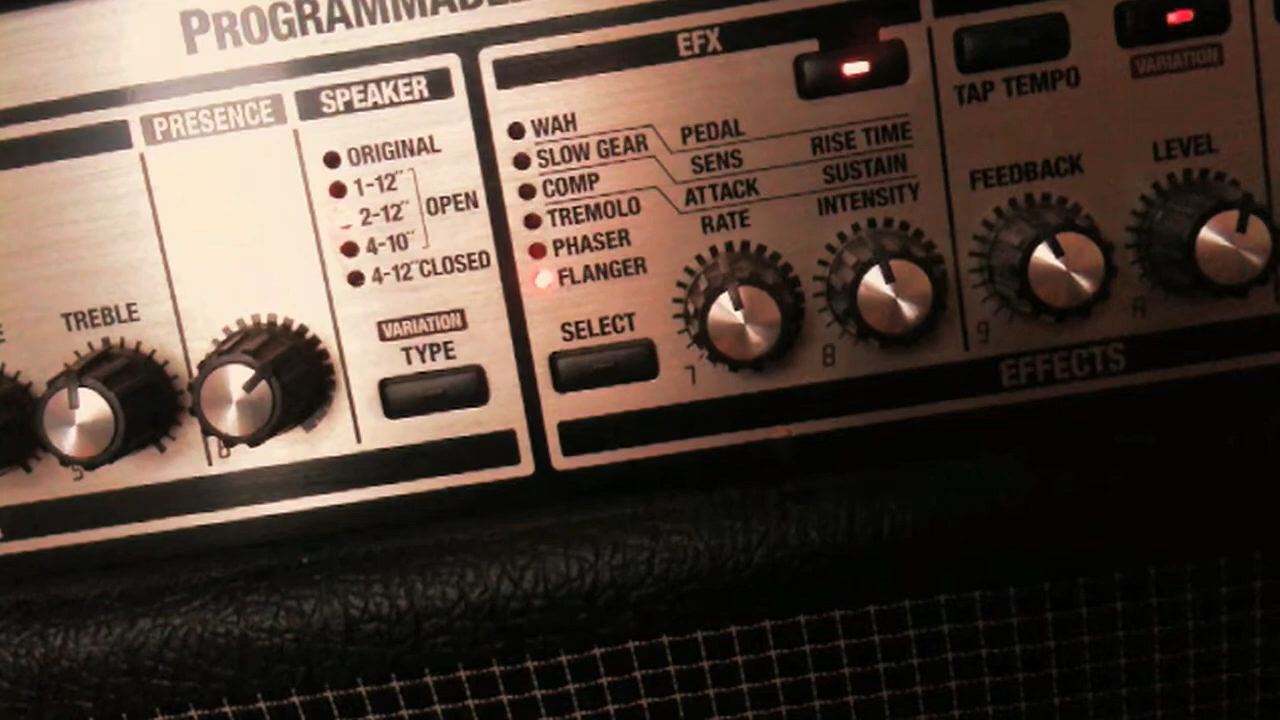 PROGRAMMABLE
PRESENCE
SPEAKER
ORIGINAL
1-12"
2-12"
4-10"
OPEN
4-12" CLOSED
TREBLE
VARIATION
TYPE
5
6
EFX
WAH
SLOW GEAR
COMP
TREMOLO
PHASER
FLANGER
PEDAL
SENS
ATTACK
RATE
RISE TIME
SUSTAIN
INTENSITY
SELECT
7
8
TAP TEMPO
VARIATION
FEEDBACK
LEVEL
9
A
EFFECTS